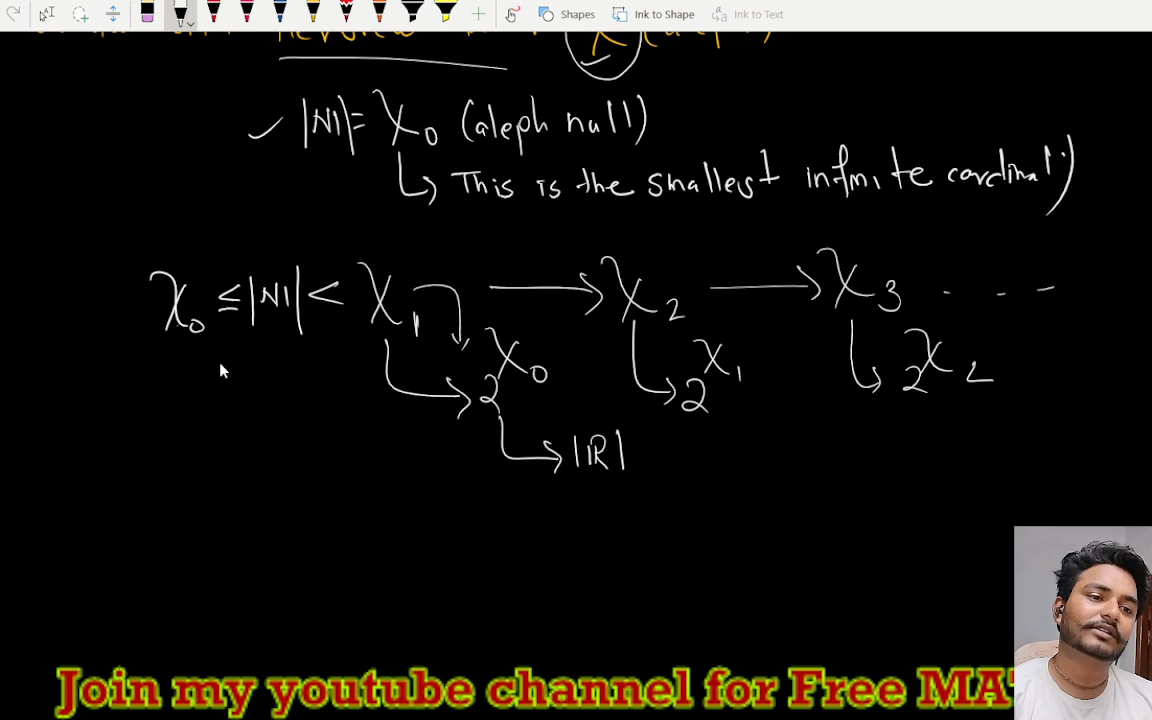 Shapes Ink to Shape Ink to Text
(aleph)
✓ |N| = ℵ₀ (aleph null)
↳ This is the smallest infinite cardinal)
ℵ₀ ≤ |N| < ℵ₁ → ℵ₂ → ℵ₃ . - -
↳ 2^ℵ₀ ↳ 2^ℵ₁ ↳ 2^ℵ₂
↳ |R|
Join my youtube channel for Free MA